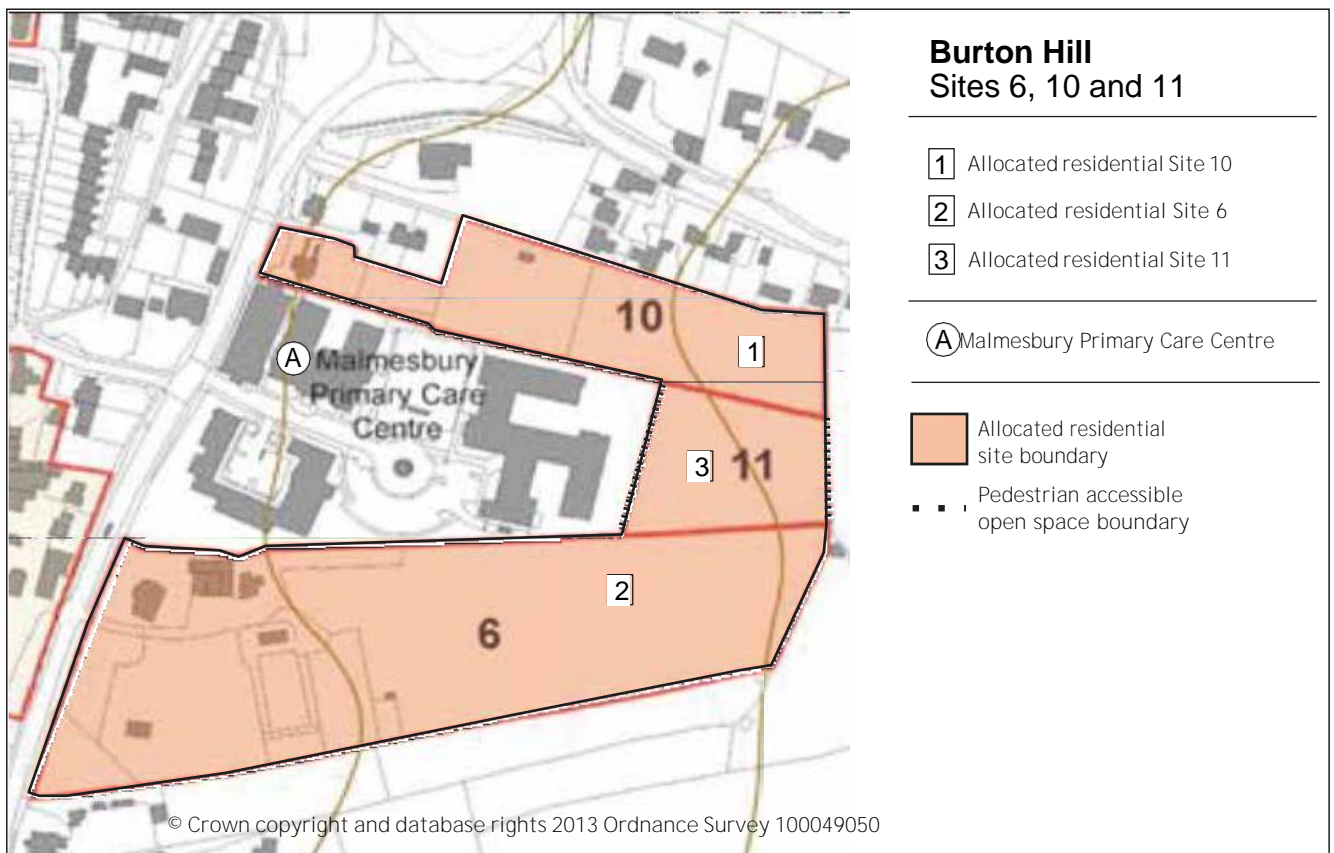 Burton Hill
Sites 6, 10 and 11
1 Allocated residential Site 10
2 Allocated residential Site 6
3 Allocated residential Site 11
A Malmesbury Primary Care Centre
Allocated residential
site boundary
Pedestrian accessible
open space boundary
10
1
A Malmesbury
Primary Care
Centre
3 11
2
6
© Crown copyright and database rights 2013 Ordnance Survey 100049050